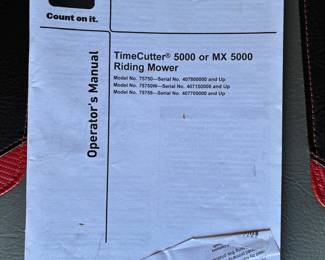 Count on it.
Operator's Manual
TimeCutter® 5000 or MX 5000
Riding Mower
Model No. 75750—Serial No. 407800000 and Up
Model No. 75750W—Serial No. 407150000 and Up
Model No. 75755—Serial No. 407700000 and Up